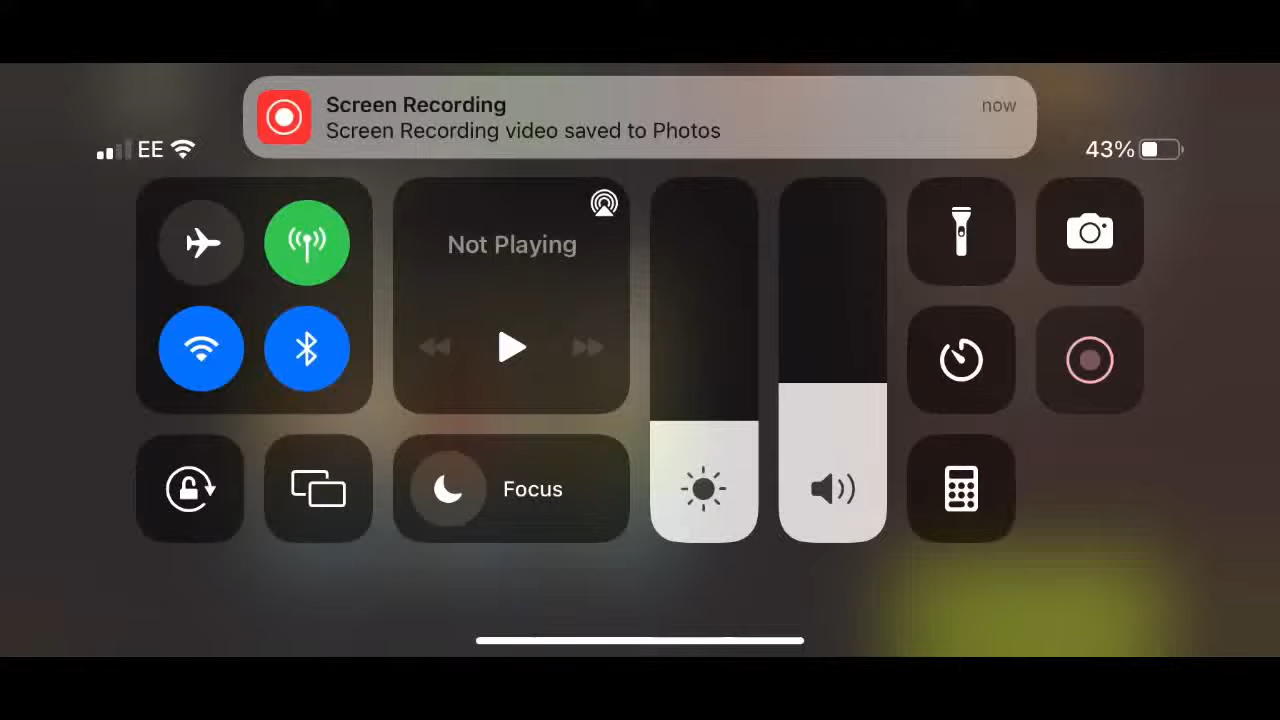 Screen Recording
now
Screen Recording video saved to Photos
EE
43%
Not Playing
Focus